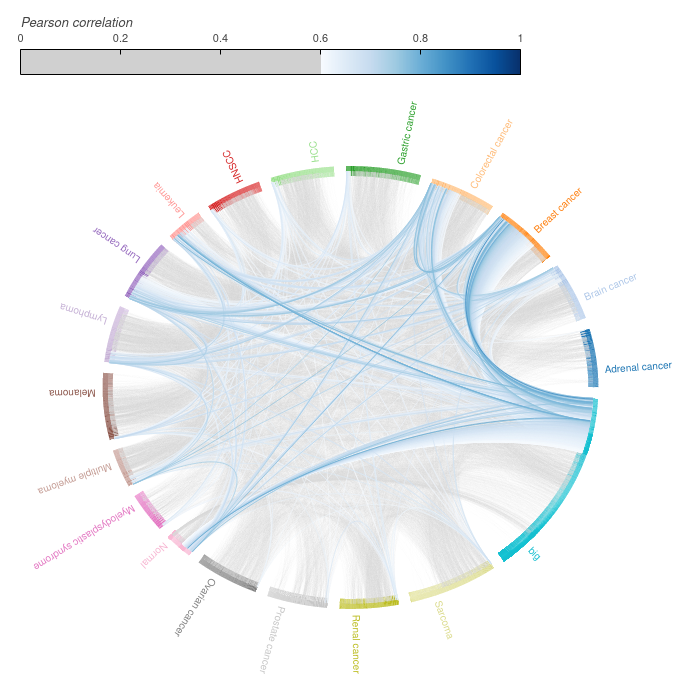 Pearson correlation
0 0.2 0.4 0.6 0.8 1
Gastric cancer
Colorectal cancer
Breast cancer
Brain cancer
Adrenal cancer
big
Sarcoma
Renal cancer
Prostate cancer
Ovarian cancer
Normal
Myelodysplastic syndrome
Multiple myeloma
Melanoma
Lymphoma
Lung cancer
Leukemia
HNSCC
HCC